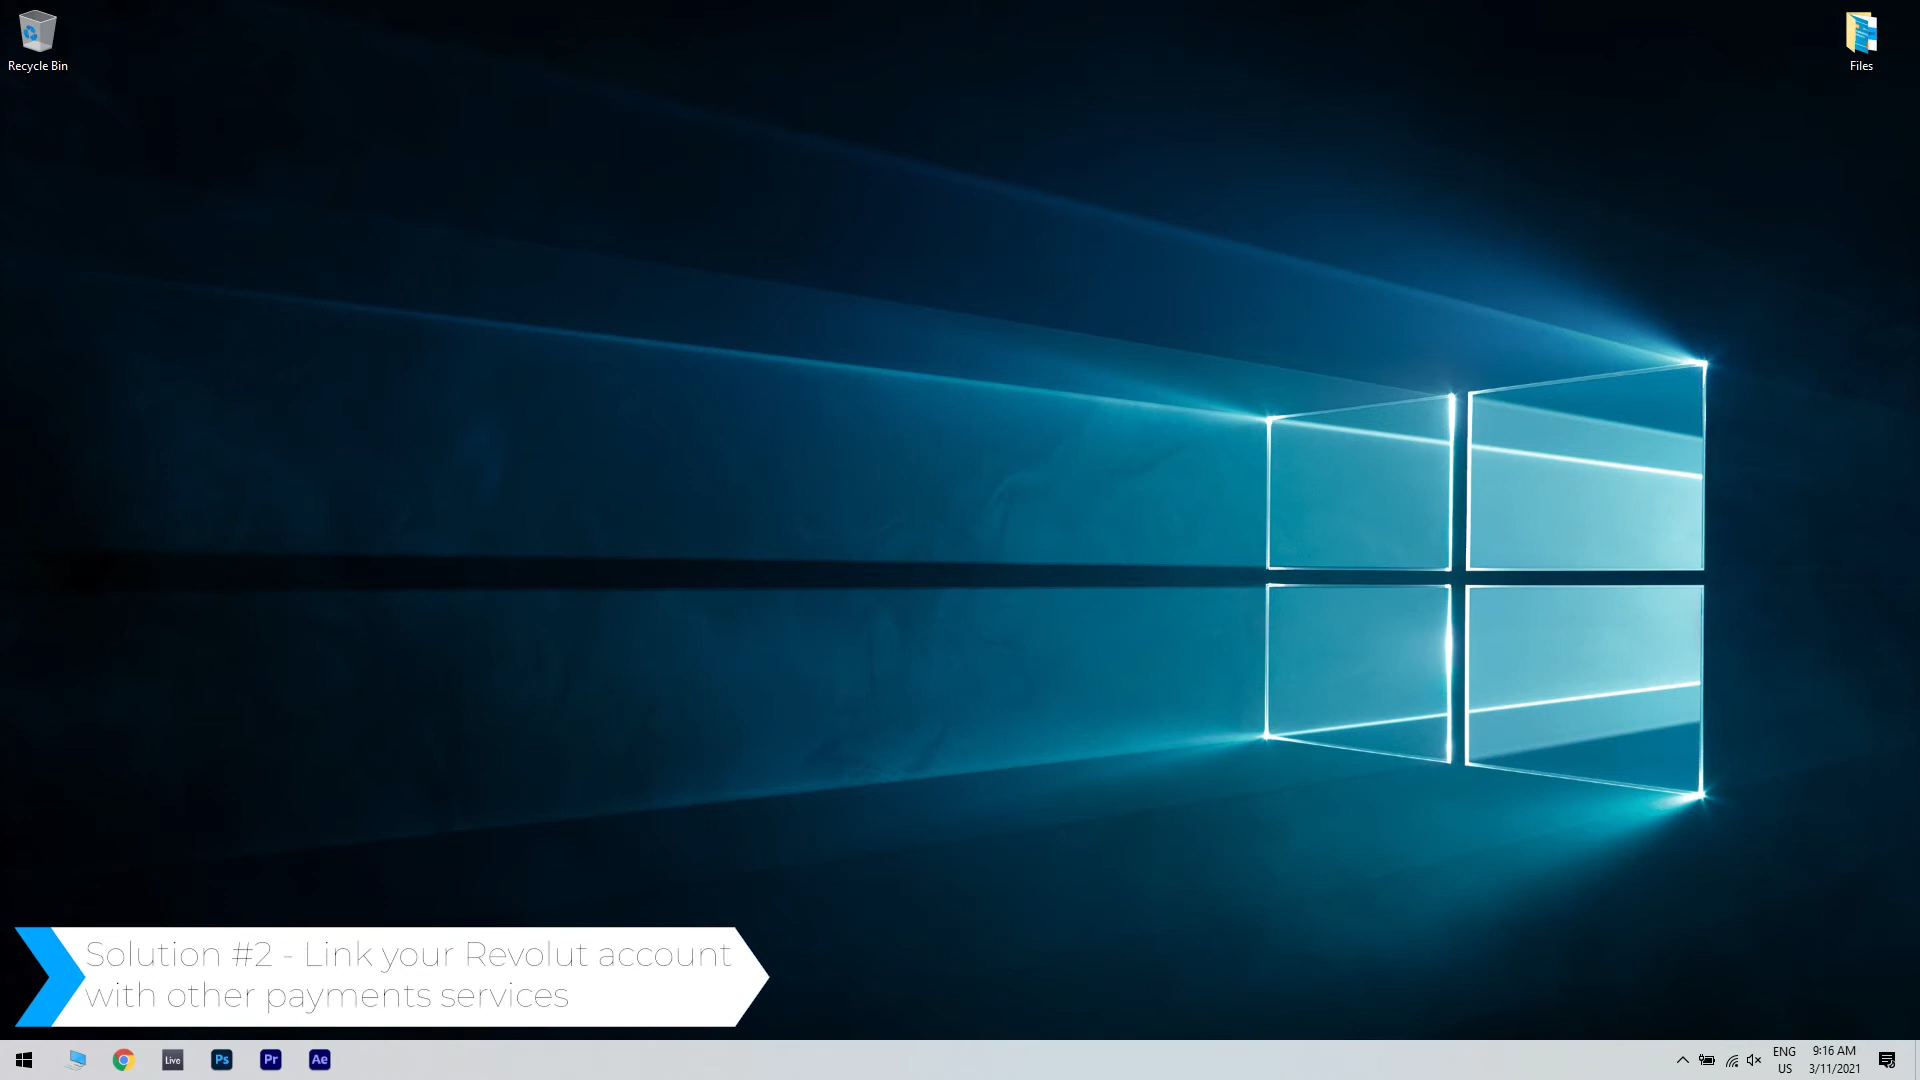 Recycle Bin
Files
Solution #2 - Link your Revolut account
with other payments services
Live
Ps
Pr
Ae
ENG
US
9:16 AM
3/11/2021